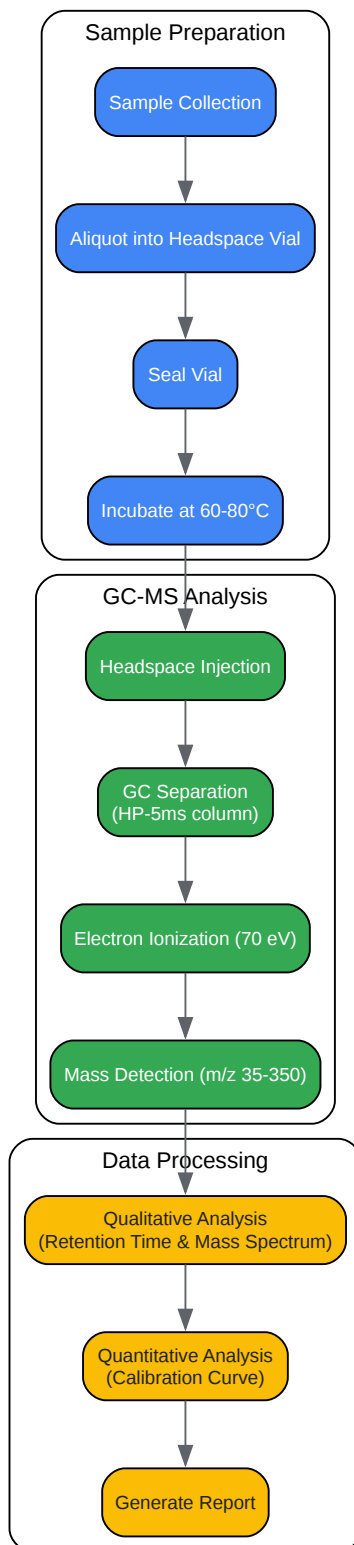 Sample Preparation
Sample Collection
Aliquot into Headspace Vial
Seal Vial
Incubate at 60-80°C
GC-MS Analysis
Headspace Injection
GC Separation
(HP-5ms column)
Electron Ionization (70 eV)
Mass Detection (m/z 35-350)
Data Processing
Qualitative Analysis
(Retention Time & Mass Spectrum)
Quantitative Analysis
(Calibration Curve)
Generate Report